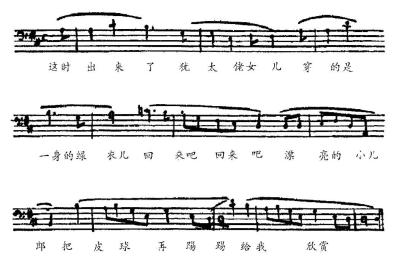 这时出来了犹太佬女儿穿的是
一身的绿衣儿回来吧回来吧漂亮的小儿
郎把皮球再踢踢给我欣赏